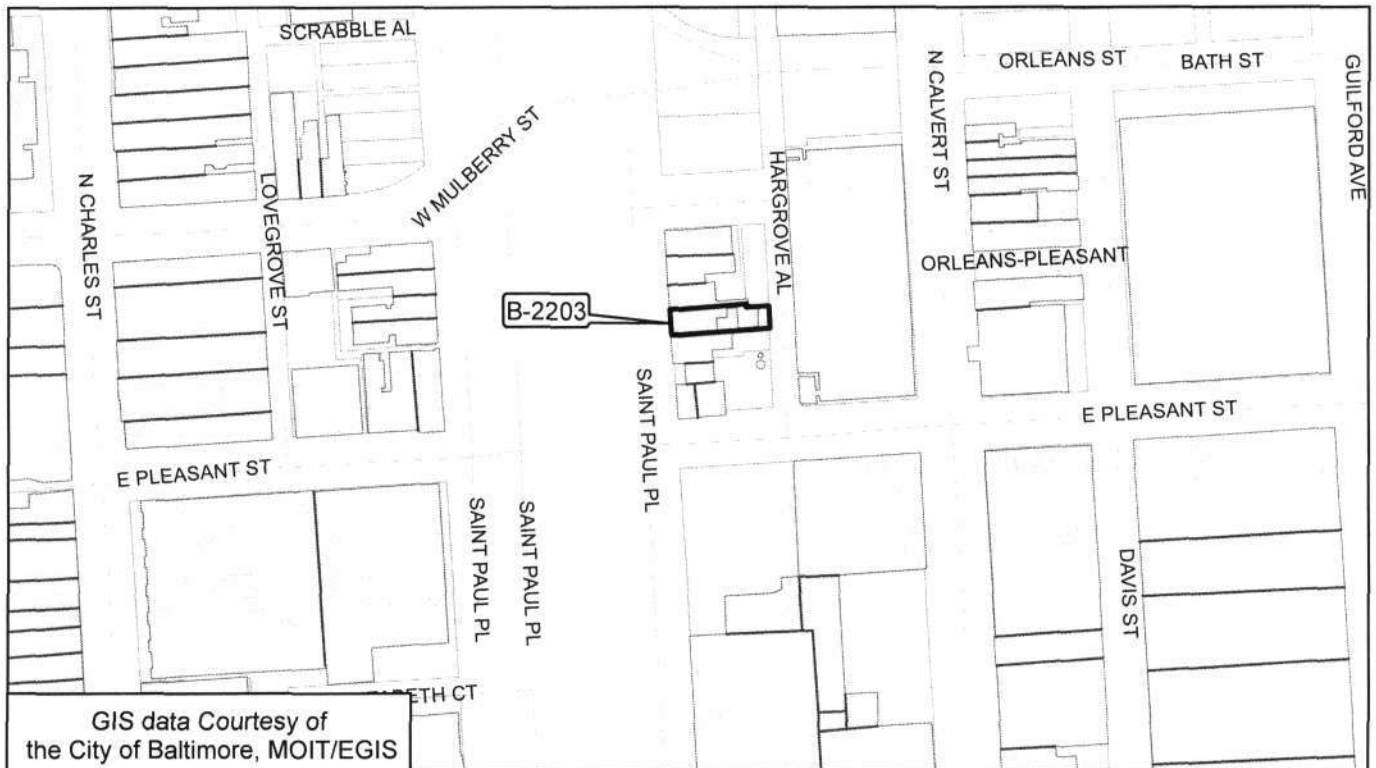 SCRABBLE AL
ORLEANS ST
BATH ST
GUILFORD AVE
N CALVERT ST
W MULBERRY ST
HARGROVE AL
N CHARLES ST
LOVEGROVE ST
ORLEANS-PLEASANT
B-2203
SAINT PAUL PL
E PLEASANT ST
E PLEASANT ST
SAINT PAUL PL
SAINT PAUL PL
DAVIS ST
BETH CT
GIS data Courtesy of
the City of Baltimore, MOIT/EGIS